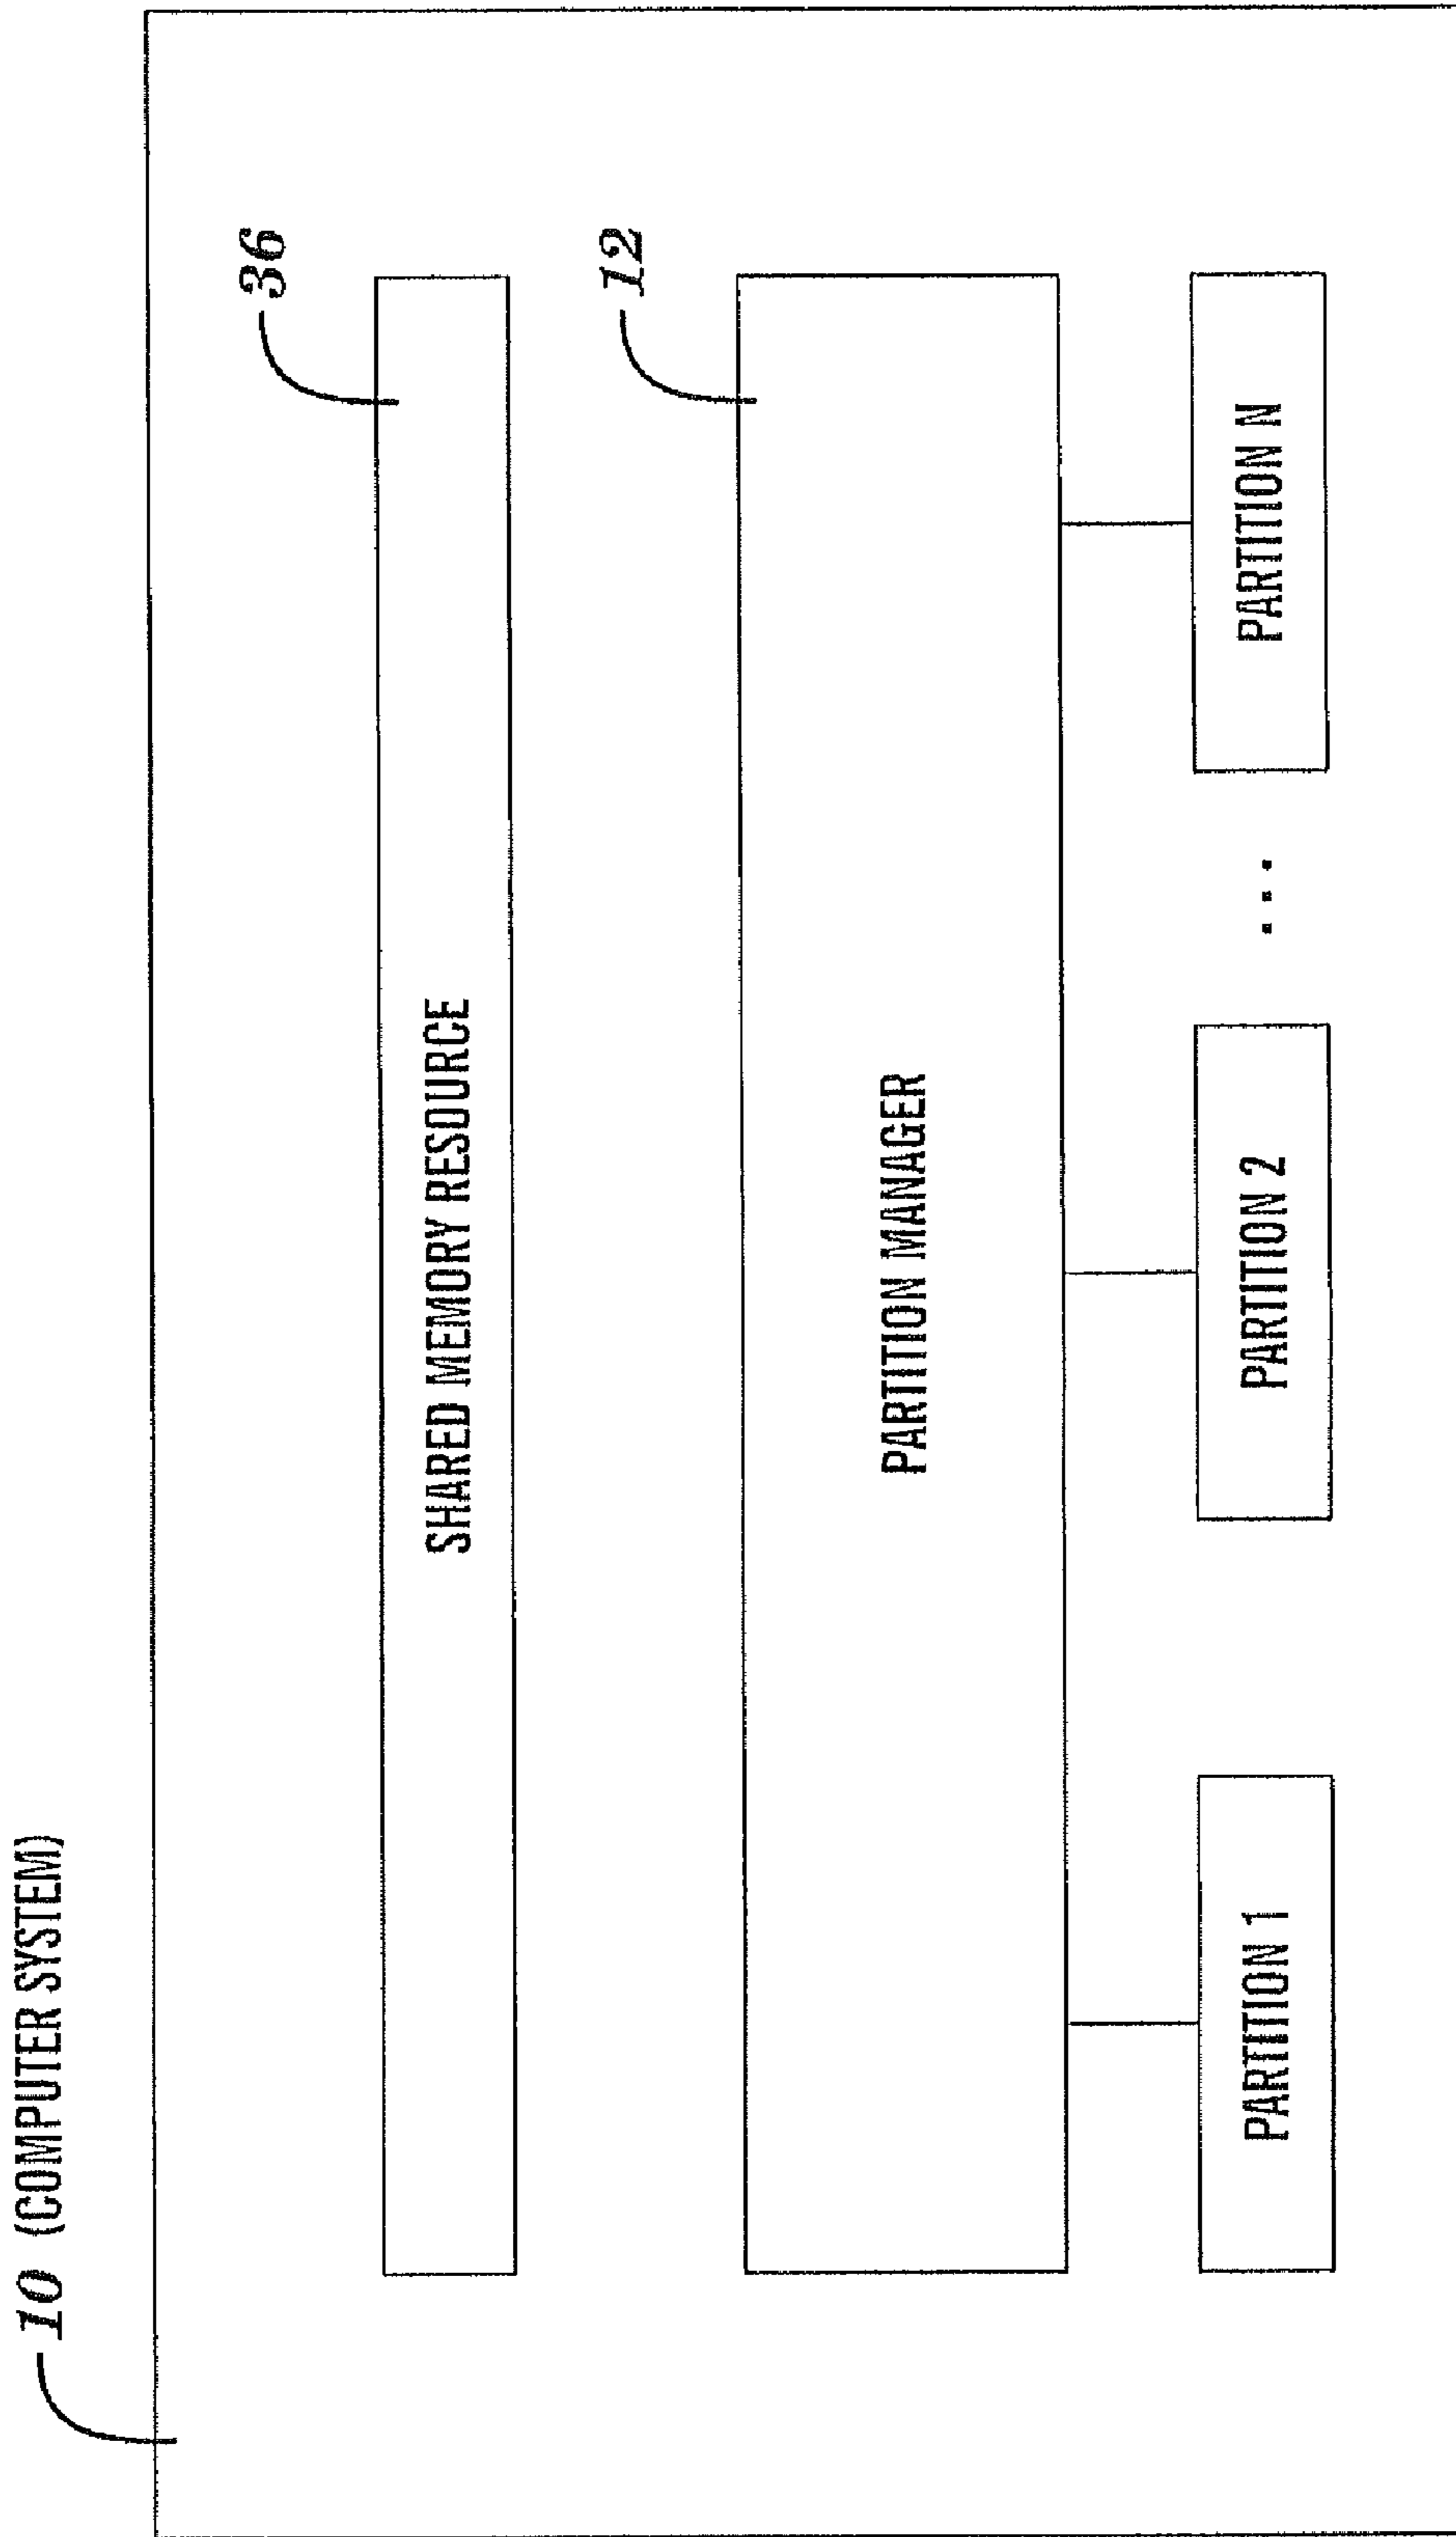 10 (COMPUTER SYSTEM)
36
SHARED MEMORY RESOURCE
12
PARTITION MANAGER
PARTITION 1
PARTITION 2
...
PARTITION N